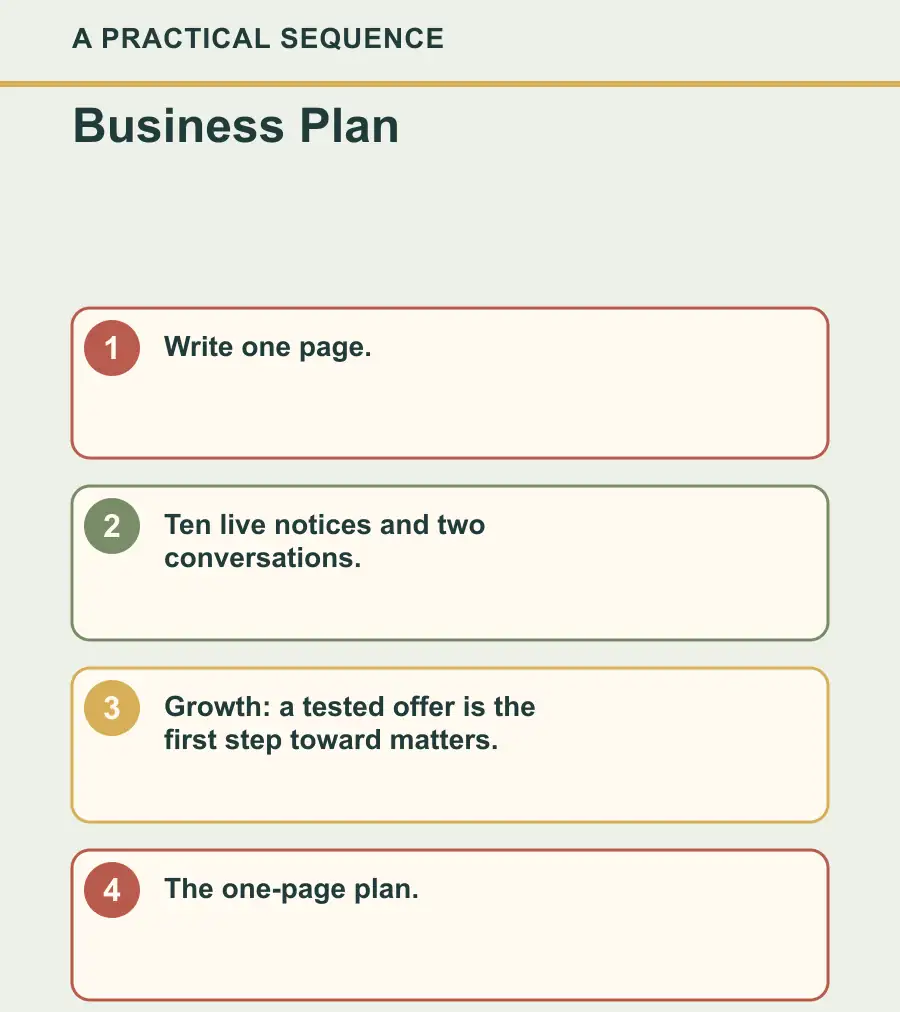 A PRACTICAL SEQUENCE
Business Plan
1
Write one page.
2
Ten live notices and two
conversations.
3
Growth: a tested offer is the
first step toward matters.
4
The one-page plan.